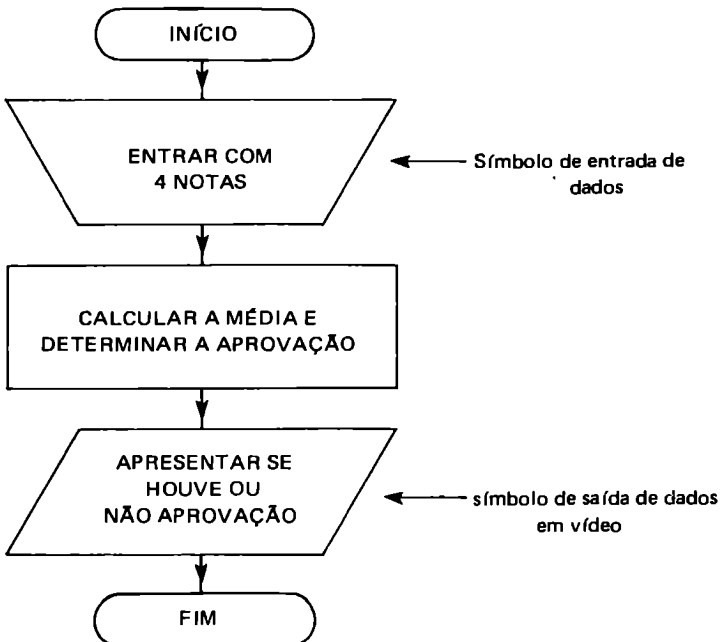 INÍCIO
ENTRAR COM
4 NOTAS
Símbolo de entrada de
dados
CALCULAR A MÉDIA E
DETERMINAR A APROVAÇÃO
APRESENTAR SE
HOUVE OU
NÃO APROVAÇÃO
símbolo de saída de dados
em vídeo
FIM